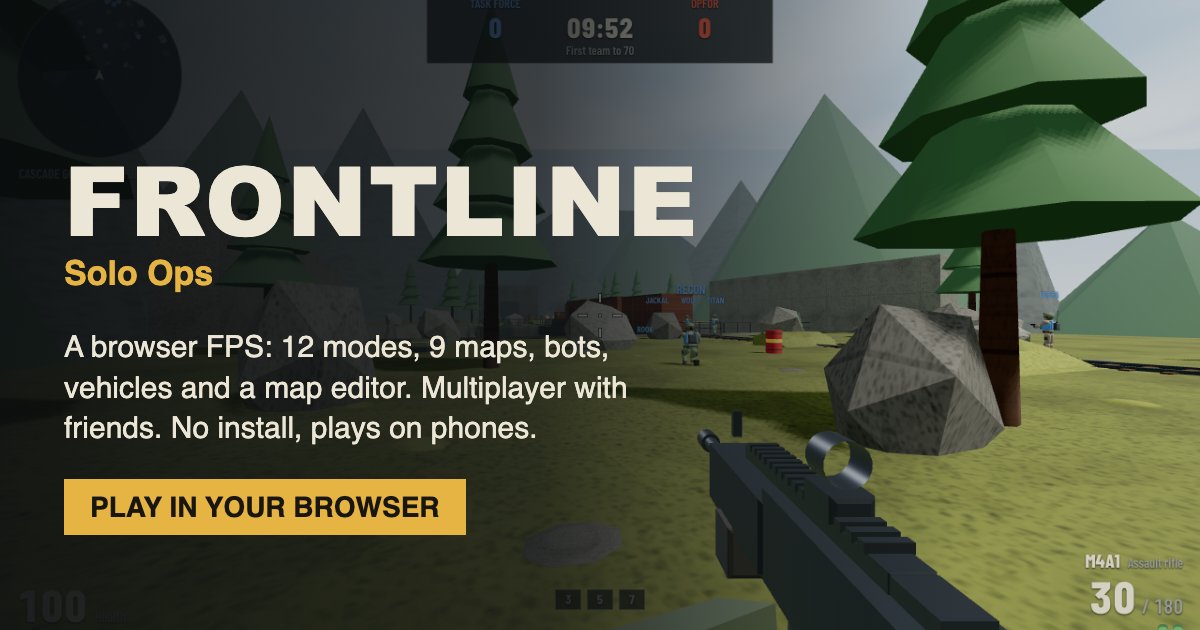 TASK FORCE
0
09:52
First team to 70
OPFOR
0
FRONTLINE
Solo Ops
A browser FPS: 12 modes, 9 maps, bots,
vehicles and a map editor. Multiplayer with
friends. No install, plays on phones.
PLAY IN YOUR BROWSER
RECON
JACKAL
TITAN
ROOK
3 5 7
100
M4A1 Assault rifle
30 / 180